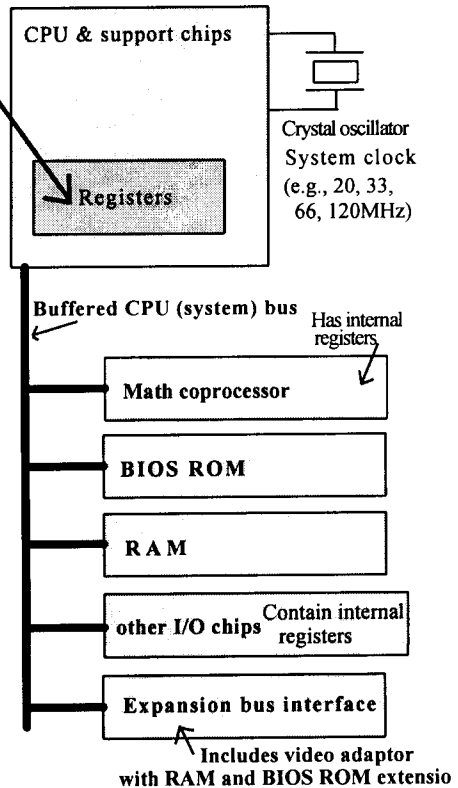 CPU & support chips
Registers
Crystal oscillator
System clock
(e.g., 20, 33,
66, 120MHz)
Buffered CPU (system) bus
Has internal
registers
Math coprocessor
BIOS ROM
RAM
other I/O chips
Contain internal
registers
Expansion bus interface
Includes video adaptor
with RAM and BIOS ROM extensio